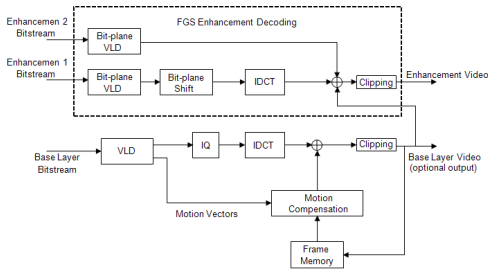 FGS Enhancement Decoding
Enhancemen 2
Bitstream
Bit-plane
VLD
Enhancemen 1
Bitstream
Bit-plane
VLD
Bit-plane
Shift
IDCT
Clipping
Enhancement Video
Base Layer
Bitstream
VLD
IQ
IDCT
Clipping
Base Layer Video
(optional output)
Motion Vectors
Motion
Compensation
Frame
Memory